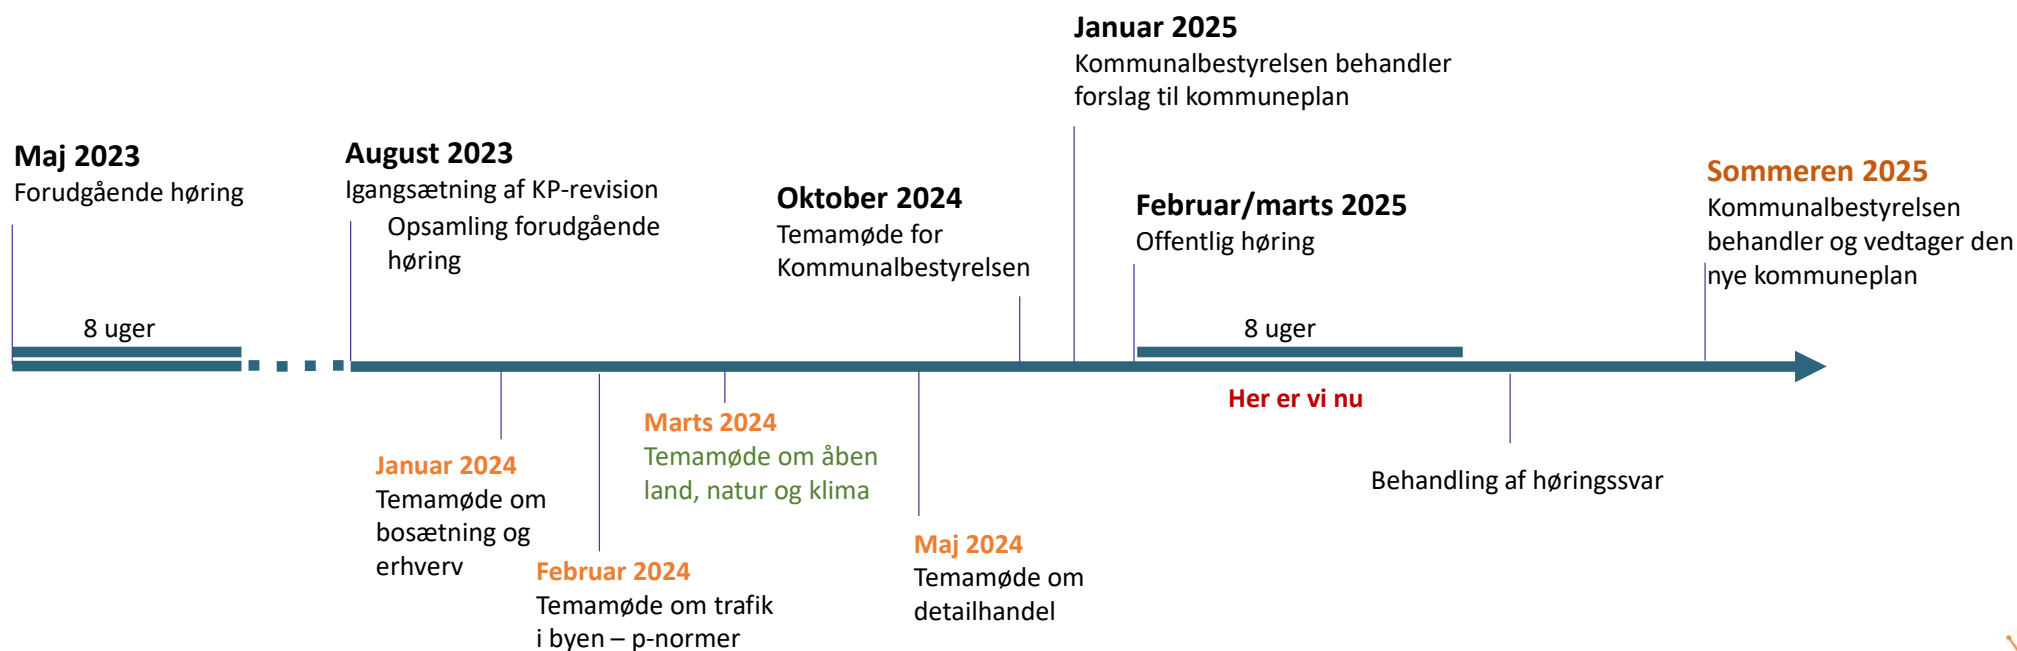 Maj 2023
Forudgående høring
8 uger
August 2023
Igangsætning af KP-revision
Opsamling forudgående
høring
Januar 2024
Temamøde om
bosætning og
erhverv
Februar 2024
Temamøde om trafik
i byen – p-normer
Marts 2024
Temamøde om åben
land, natur og klima
Maj 2024
Temamøde om
detailhandel
Oktober 2024
Temamøde for
Kommunalbestyrelsen
Januar 2025
Kommunalbestyrelsen behandler
forslag til kommuneplan
Februar/marts 2025
Offentlig høring
8 uger
Her er vi nu
Behandling af høringssvar
Sommeren 2025
Kommunalbestyrelsen
behandler og vedtager den
nye kommuneplan